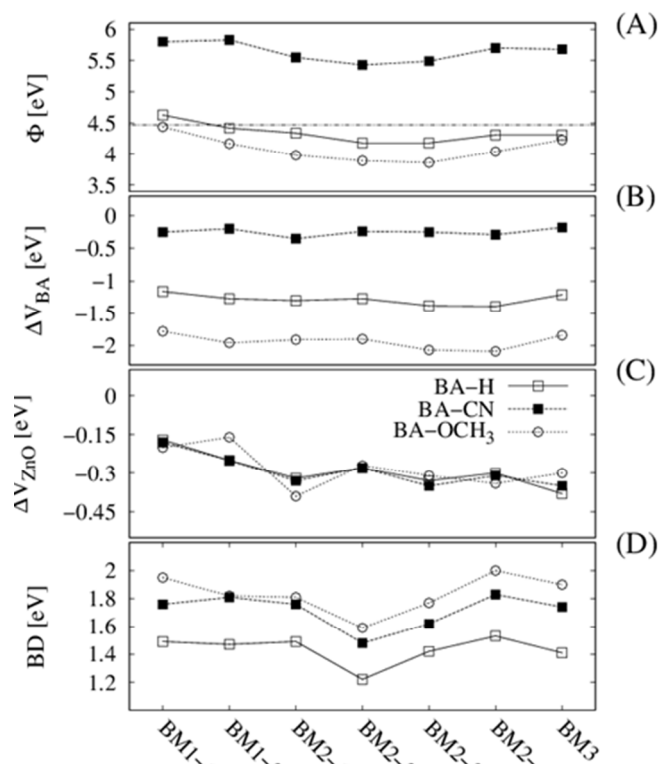 (A)
6
5.5
5
4.5
4
3.5
Φ [eV]
(B)
0
−0.5
−1
−1.5
−2
ΔV_BA [eV]
(C)
0
−0.15
−0.3
−0.45
ΔV_ZnO [eV]
BA−H
BA−CN
BA−OCH₃
(D)
2
1.8
1.6
1.4
1.2
BD [eV]
BM1−
BM1−
BM2−
BM2−
BM2−
BM2−
BM3